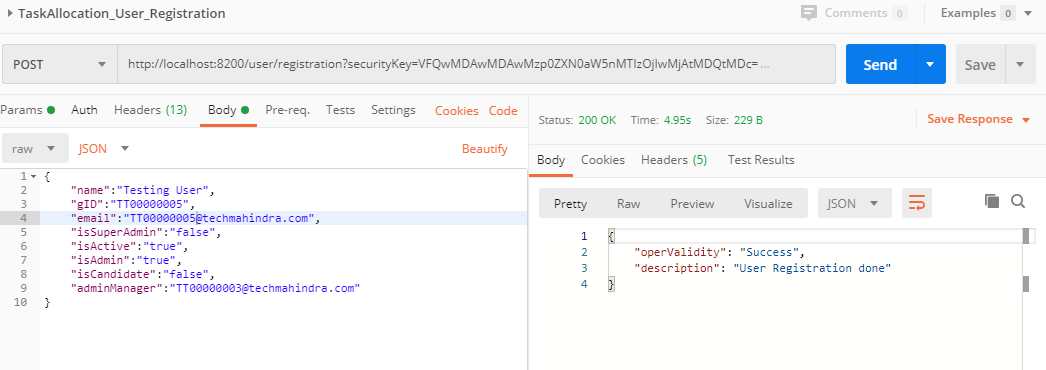 TaskAllocation_User_Registration
Comments 0 Examples 0
POST http://localhost:8200/user/registration?securityKey=VFQwMDAwMDAwMzp0ZXN0aW5nMTIzOjIwMjAtMDQtMDc= ... Send Save
Params Auth Headers (13) Body Pre-req. Tests Settings Cookies Code
Status: 200 OK Time: 4.95s Size: 229 B Save Response
raw JSON Beautify
Body Cookies Headers (5) Test Results
Pretty Raw Preview Visualize JSON
1 {
2 "name":"Testing User",
3 "gID":"TT00000005",
4 "email":"TT00000005@techmahindra.com",
5 "isSuperAdmin":"false",
6 "isActive":"true",
7 "isAdmin":"true",
8 "isCandidate":"false",
9 "adminManager":"TT00000003@techmahindra.com"
10 }
1 {
2 "operValidity": "Success",
3 "description": "User Registration done"
4 }